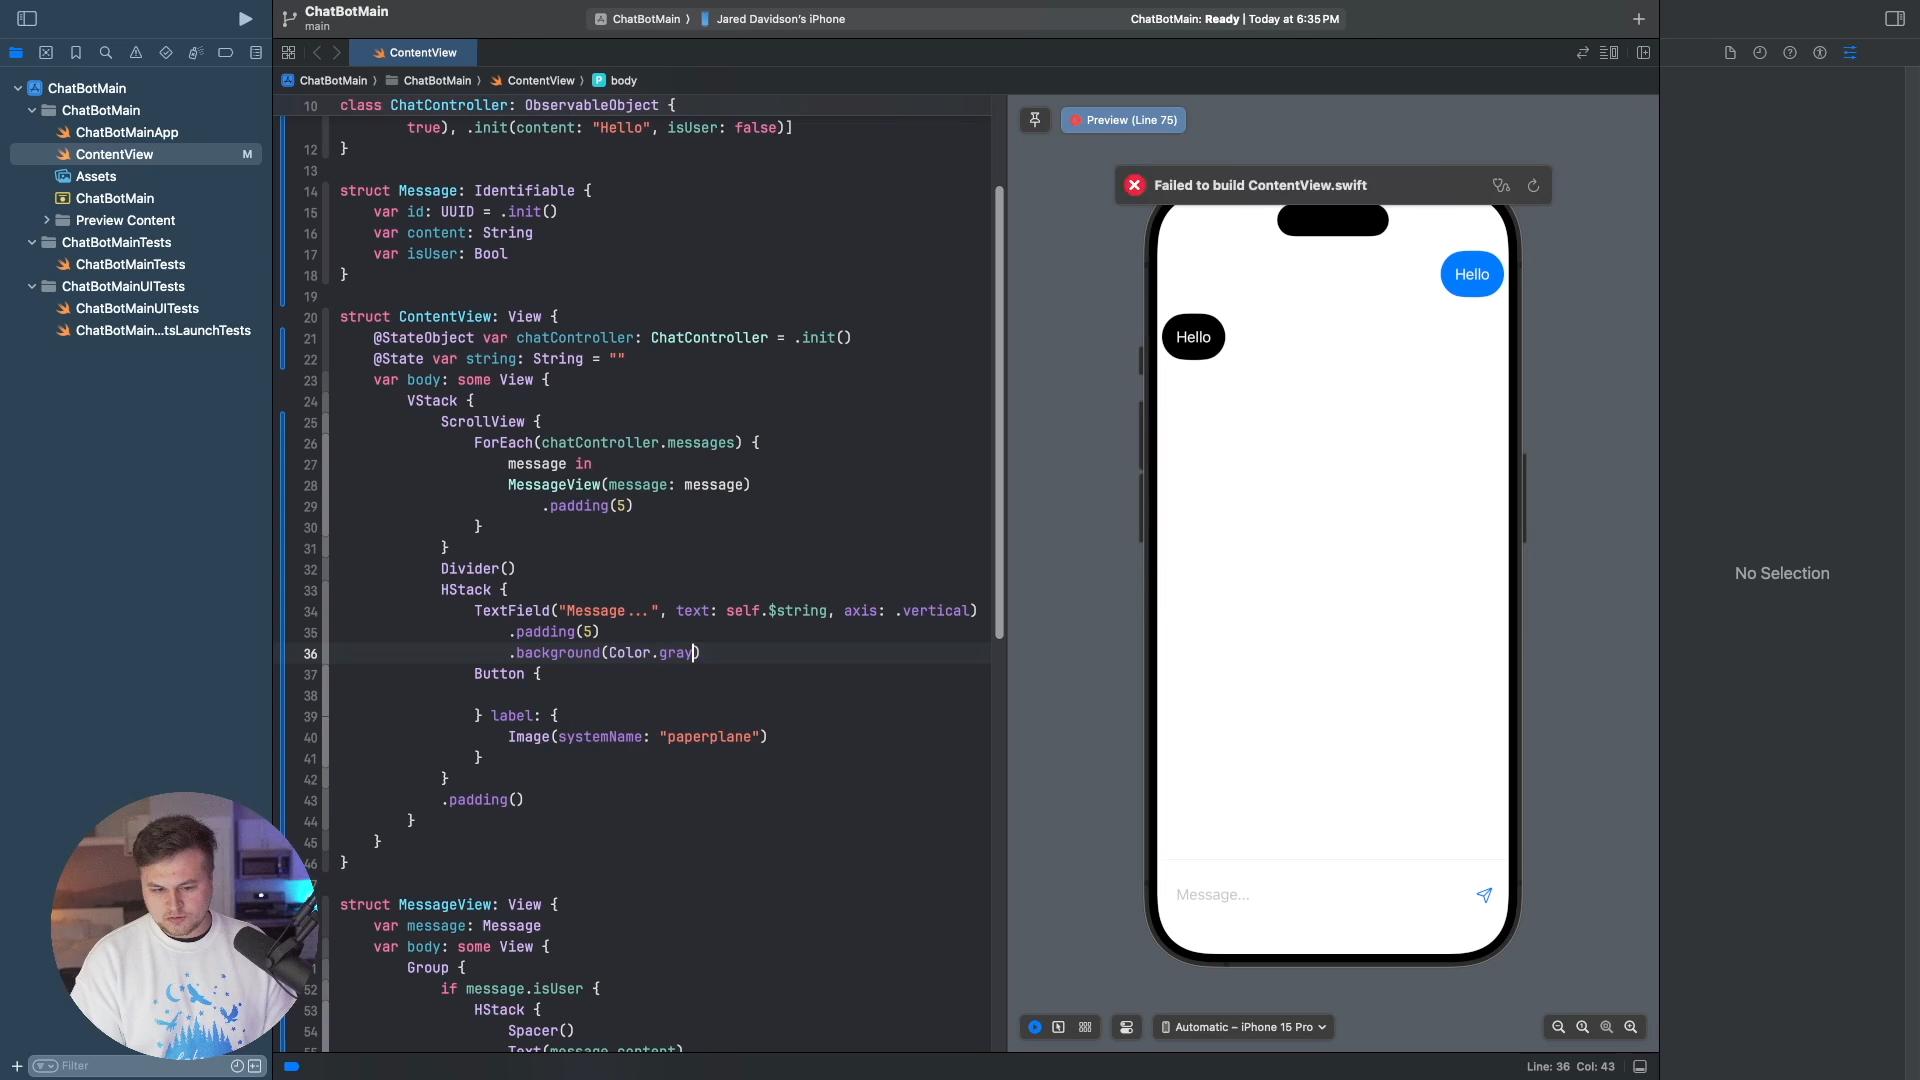 ChatBotMain
main
ChatBotMain
Jared Davidson's iPhone
ChatBotMain: Ready | Today at 6:35 PM
ContentView
ChatBotMain
ChatBotMain
ContentView
body
ChatBotMain
ChatBotMain
ChatBotMainApp
ContentView
M
Assets
ChatBotMain
Preview Content
ChatBotMainTests
ChatBotMainTests
ChatBotMainUITests
ChatBotMainUITests
ChatBotMain...tsLaunchTests
Filter
10 class ChatController: ObservableObject {
true), .init(content: "Hello", isUser: false)]
12 }
13
14 struct Message: Identifiable {
15 var id: UUID = .init()
16 var content: String
17 var isUser: Bool
18 }
19
20 struct ContentView: View {
21 @StateObject var chatController: ChatController = .init()
22 @State var string: String = ""
23 var body: some View {
24 VStack {
25 ScrollView {
26 ForEach(chatController.messages) {
27 message in
28 MessageView(message: message)
29 .padding(5)
30 }
31 }
32 Divider()
33 HStack {
34 TextField("Message...", text: self.$string, axis: .vertical)
35 .padding(5)
36 .background(Color.gray)
37 Button {
38
39 } label: {
40 Image(systemName: "paperplane")
41 }
42 }
43 .padding()
44 }
45 }
46 }
struct MessageView: View {
var message: Message
var body: some View {
Group {
52 if message.isUser {
53 HStack {
54 Spacer()
Text(message.content)
Preview (Line 75)
Failed to build ContentView.swift
Hello
Hello
Message...
Automatic – iPhone 15 Pro
No Selection
Line: 36 Col: 43